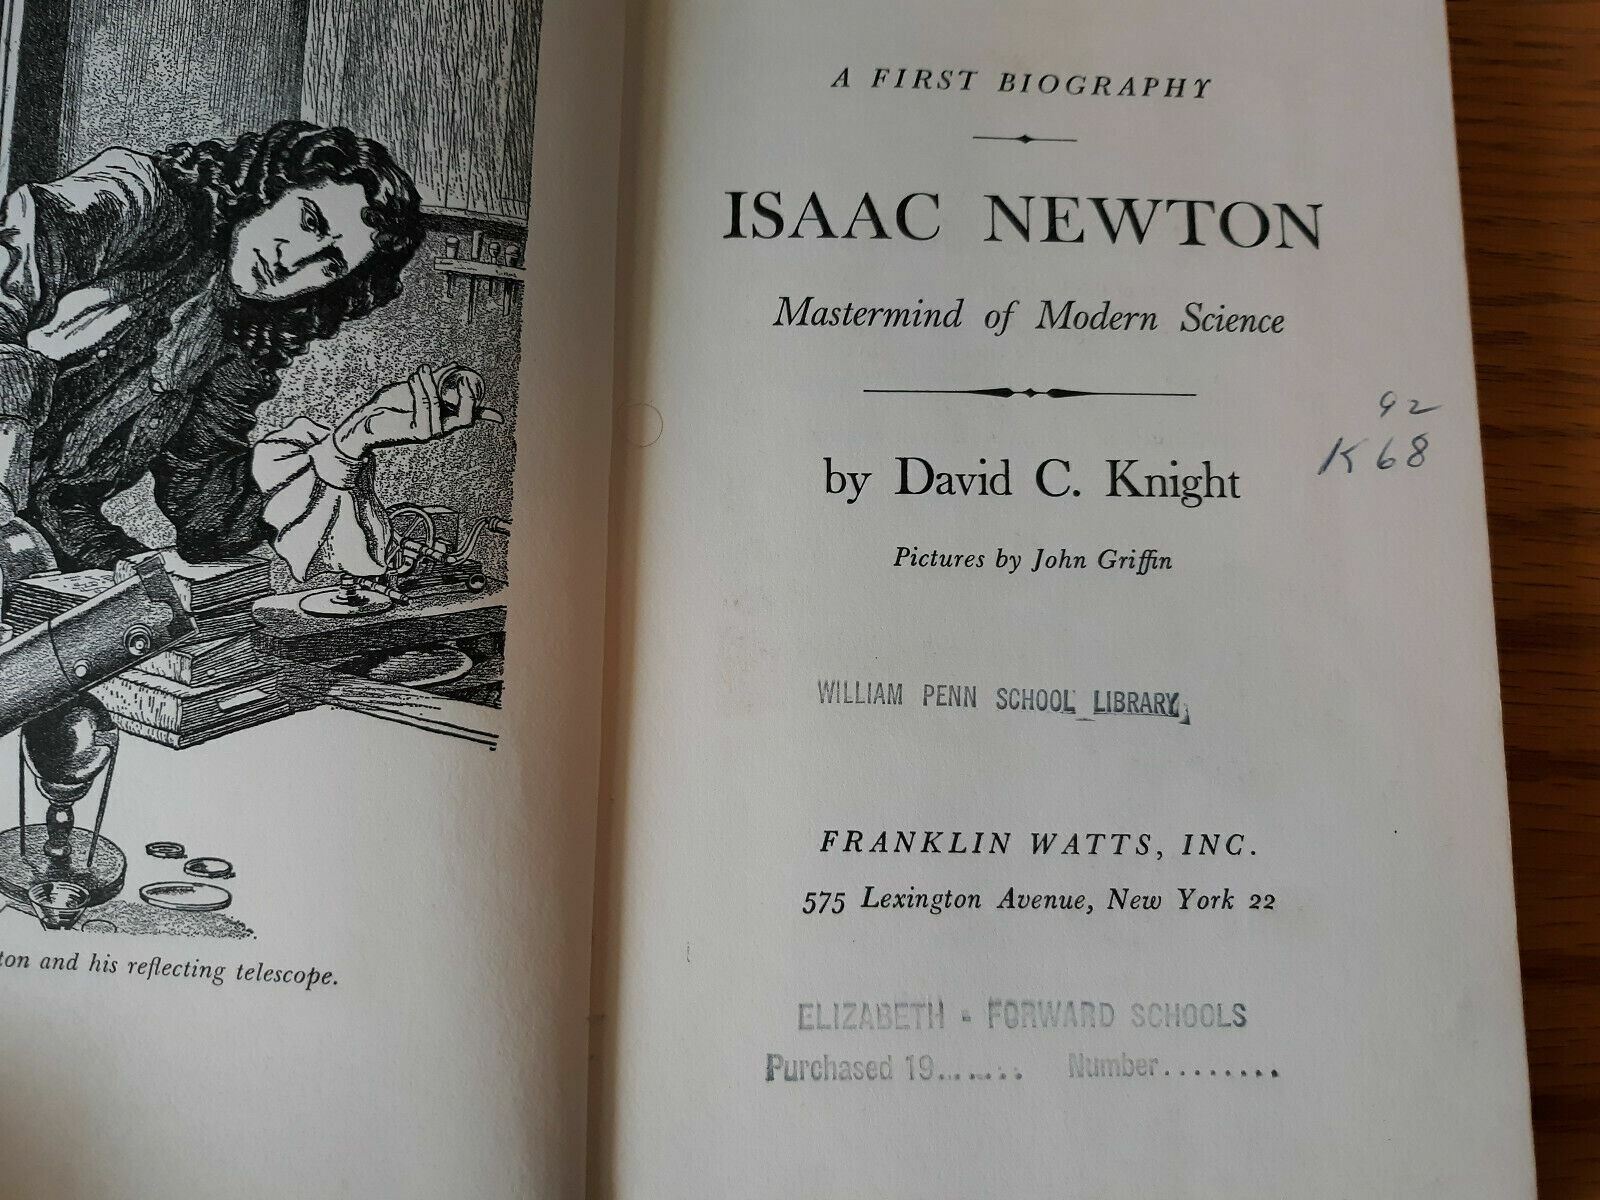 ton and his reflecting telescope.
A FIRST BIOGRAPHY
ISAAC NEWTON
Mastermind of Modern Science
92
K68
by David C. Knight
Pictures by John Griffin
WILLIAM PENN SCHOOL LIBRARY
FRANKLIN WATTS, INC.
575 Lexington Avenue, New York 22
ELIZABETH - FORWARD SCHOOLS
Purchased 19....... Number........